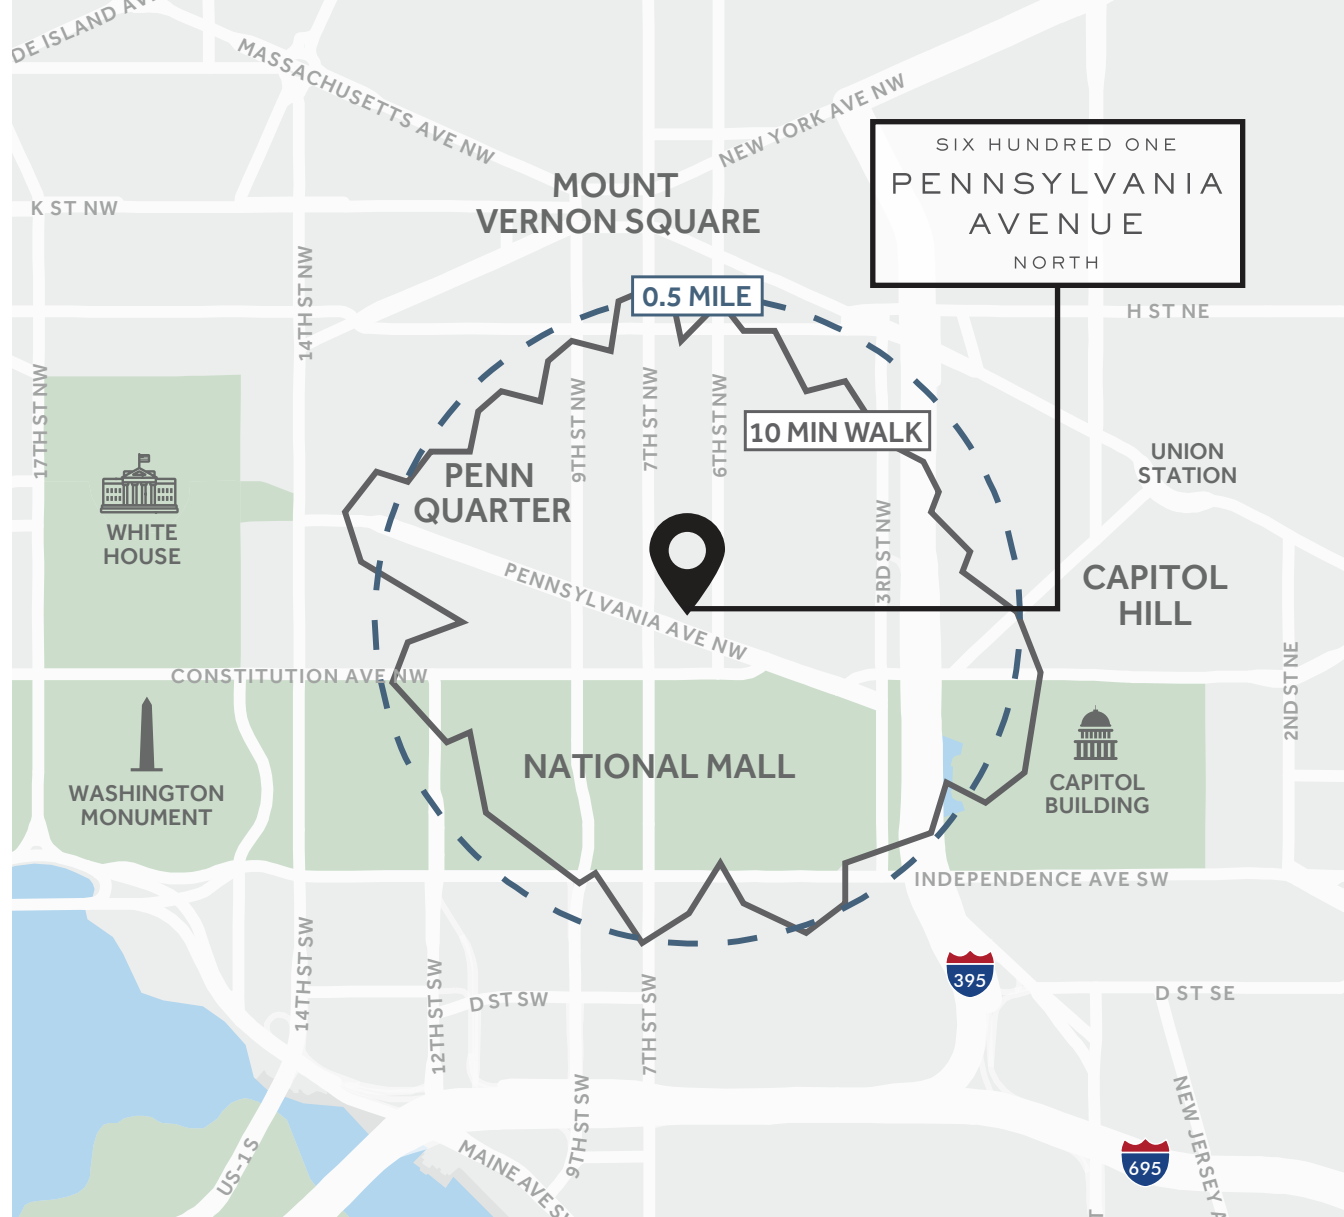 DE ISLAND AV
MASSACHUSETTS AVE NW
NEW YORK AVE NW
SIX HUNDRED ONE
PENNSYLVANIA
AVENUE
NORTH
MOUNT
VERNON SQUARE
K ST NW
14TH ST NW
0.5 MILE
H ST NE
17TH ST NW
9TH ST NW
7TH ST NW
6TH ST NW
10 MIN WALK
UNION
STATION
PENN
QUARTER
WHITE
HOUSE
3RD ST NW
PENNSYLVANIA AVE NW
CAPITOL
HILL
CONSTITUTION AVE NW
2ND ST NE
NATIONAL MALL
WASHINGTON
MONUMENT
CAPITOL
BUILDING
INDEPENDENCE AVE SW
14TH ST SW
12TH ST SW
D ST SW
7TH ST SW
395
D ST SE
9TH ST SW
US-1 S
MAINE AVE S
695
NEW JERSEY A